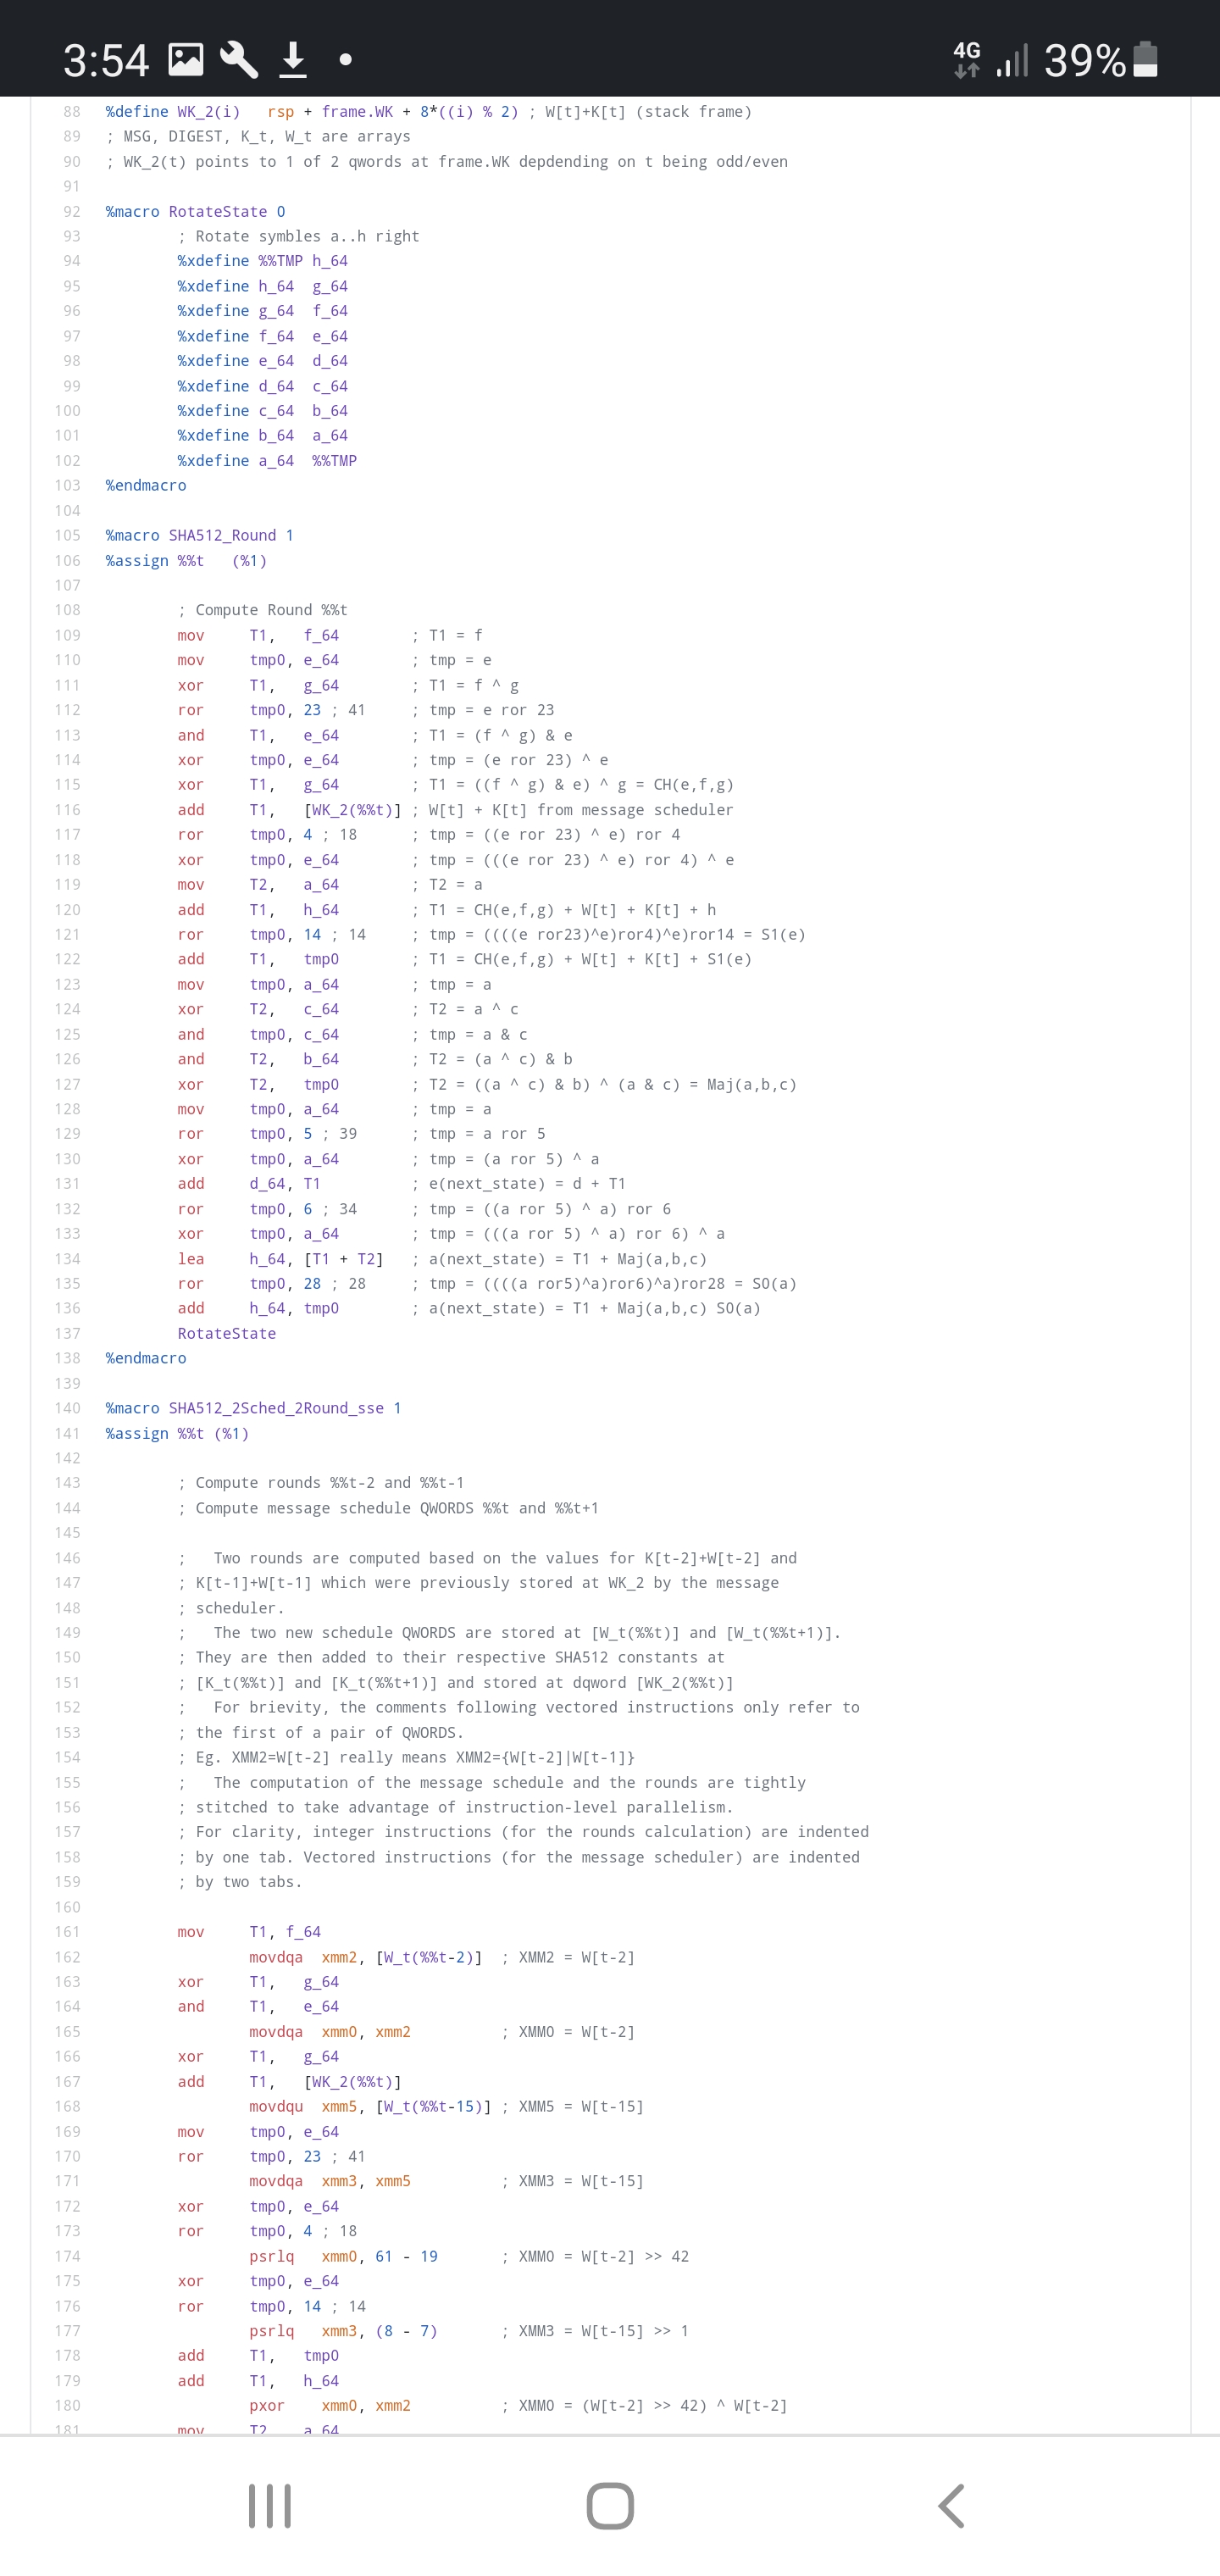 3:54 4G 39%
88 %define WK_2(i) rsp + frame.WK + 8*((i) % 2) ; W[t]+K[t] (stack frame)
89 ; MSG, DIGEST, K_t, W_t are arrays
90 ; WK_2(t) points to 1 of 2 qwords at frame.WK depdending on t being odd/even
91
92 %macro RotateState 0
93 ; Rotate symbles a..h right
94 %xdefine %%TMP h_64
95 %xdefine h_64 g_64
96 %xdefine g_64 f_64
97 %xdefine f_64 e_64
98 %xdefine e_64 d_64
99 %xdefine d_64 c_64
100 %xdefine c_64 b_64
101 %xdefine b_64 a_64
102 %xdefine a_64 %%TMP
103 %endmacro
104
105 %macro SHA512_Round 1
106 %assign %%t (%1)
107
108 ; Compute Round %%t
109 mov T1, f_64 ; T1 = f
110 mov tmp0, e_64 ; tmp = e
111 xor T1, g_64 ; T1 = f ^ g
112 ror tmp0, 23 ; 41 ; tmp = e ror 23
113 and T1, e_64 ; T1 = (f ^ g) & e
114 xor tmp0, e_64 ; tmp = (e ror 23) ^ e
115 xor T1, g_64 ; T1 = ((f ^ g) & e) ^ g = CH(e,f,g)
116 add T1, [WK_2(%%t)] ; W[t] + K[t] from message scheduler
117 ror tmp0, 4 ; 18 ; tmp = ((e ror 23) ^ e) ror 4
118 xor tmp0, e_64 ; tmp = (((e ror 23) ^ e) ror 4) ^ e
119 mov T2, a_64 ; T2 = a
120 add T1, h_64 ; T1 = CH(e,f,g) + W[t] + K[t] + h
121 ror tmp0, 14 ; 14 ; tmp = ((((e ror23)^e)ror4)^e)ror14 = S1(e)
122 add T1, tmp0 ; T1 = CH(e,f,g) + W[t] + K[t] + S1(e)
123 mov tmp0, a_64 ; tmp = a
124 xor T2, c_64 ; T2 = a ^ c
125 and tmp0, c_64 ; tmp = a & c
126 and T2, b_64 ; T2 = (a ^ c) & b
127 xor T2, tmp0 ; T2 = ((a ^ c) & b) ^ (a & c) = Maj(a,b,c)
128 mov tmp0, a_64 ; tmp = a
129 ror tmp0, 5 ; 39 ; tmp = a ror 5
130 xor tmp0, a_64 ; tmp = (a ror 5) ^ a
131 add d_64, T1 ; e(next_state) = d + T1
132 ror tmp0, 6 ; 34 ; tmp = ((a ror 5) ^ a) ror 6
133 xor tmp0, a_64 ; tmp = (((a ror 5) ^ a) ror 6) ^ a
134 lea h_64, [T1 + T2] ; a(next_state) = T1 + Maj(a,b,c)
135 ror tmp0, 28 ; 28 ; tmp = ((((a ror5)^a)ror6)^a)ror28 = S0(a)
136 add h_64, tmp0 ; a(next_state) = T1 + Maj(a,b,c) S0(a)
137 RotateState
138 %endmacro
139
140 %macro SHA512_2Sched_2Round_sse 1
141 %assign %%t (%1)
142
143 ; Compute rounds %%t-2 and %%t-1
144 ; Compute message schedule QWORDS %%t and %%t+1
145
146 ; Two rounds are computed based on the values for K[t-2]+W[t-2] and
147 ; K[t-1]+W[t-1] which were previously stored at WK_2 by the message
148 ; scheduler.
149 ; The two new schedule QWORDS are stored at [W_t(%%t)] and [W_t(%%t+1)].
150 ; They are then added to their respective SHA512 constants at
151 ; [K_t(%%t)] and [K_t(%%t+1)] and stored at dqword [WK_2(%%t)]
152 ; For brievity, the comments following vectored instructions only refer to
153 ; the first of a pair of QWORDS.
154 ; Eg. XMM2=W[t-2] really means XMM2={W[t-2]|W[t-1]}
155 ; The computation of the message schedule and the rounds are tightly
156 ; stitched to take advantage of instruction-level parallelism.
157 ; For clarity, integer instructions (for the rounds calculation) are indented
158 ; by one tab. Vectored instructions (for the message scheduler) are indented
159 ; by two tabs.
160
161 mov T1, f_64
162 movdqa xmm2, [W_t(%%t-2)] ; XMM2 = W[t-2]
163 xor T1, g_64
164 and T1, e_64
165 movdqa xmm0, xmm2 ; XMM0 = W[t-2]
166 xor T1, g_64
167 add T1, [WK_2(%%t)]
168 movdqu xmm5, [W_t(%%t-15)] ; XMM5 = W[t-15]
169 mov tmp0, e_64
170 ror tmp0, 23 ; 41
171 movdqa xmm3, xmm5 ; XMM3 = W[t-15]
172 xor tmp0, e_64
173 ror tmp0, 4 ; 18
174 psrlq xmm0, 61 - 19 ; XMM0 = W[t-2] >> 42
175 xor tmp0, e_64
176 ror tmp0, 14 ; 14
177 psrlq xmm3, (8 - 7) ; XMM3 = W[t-15] >> 1
178 add T1, tmp0
179 add T1, h_64
180 pxor xmm0, xmm2 ; XMM0 = (W[t-2] >> 42) ^ W[t-2]
181 mov T2 a_64